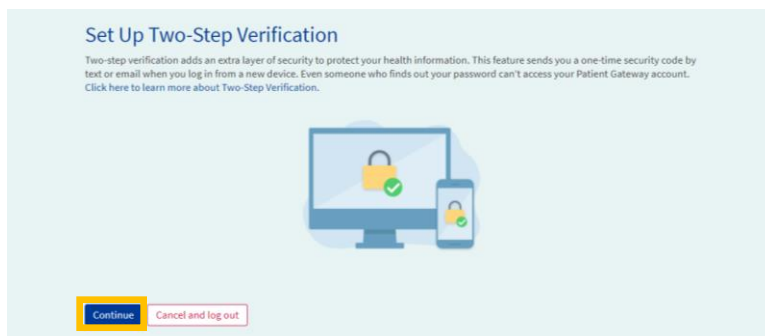 Set Up Two-Step Verification
Two-step verification adds an extra layer of security to protect your health information. This feature sends you a one-time security code by
text or email when you log in from a new device. Even someone who finds out your password can't access your Patient Gateway account.
Click here to learn more about Two-Step Verification.
Continue Cancel and log out